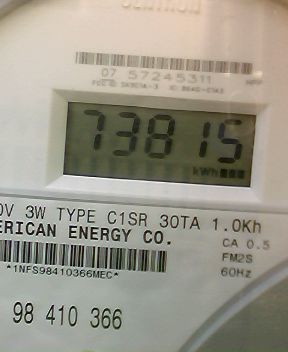 CENTRON
07 57245311
73815
kWh
0V 3W TYPE C1SR 30TA 1.0Kh
ERICAN ENERGY CO.
CA 0.5
FM2S
*1NFS98410366MEC*
60Hz
98 410 366